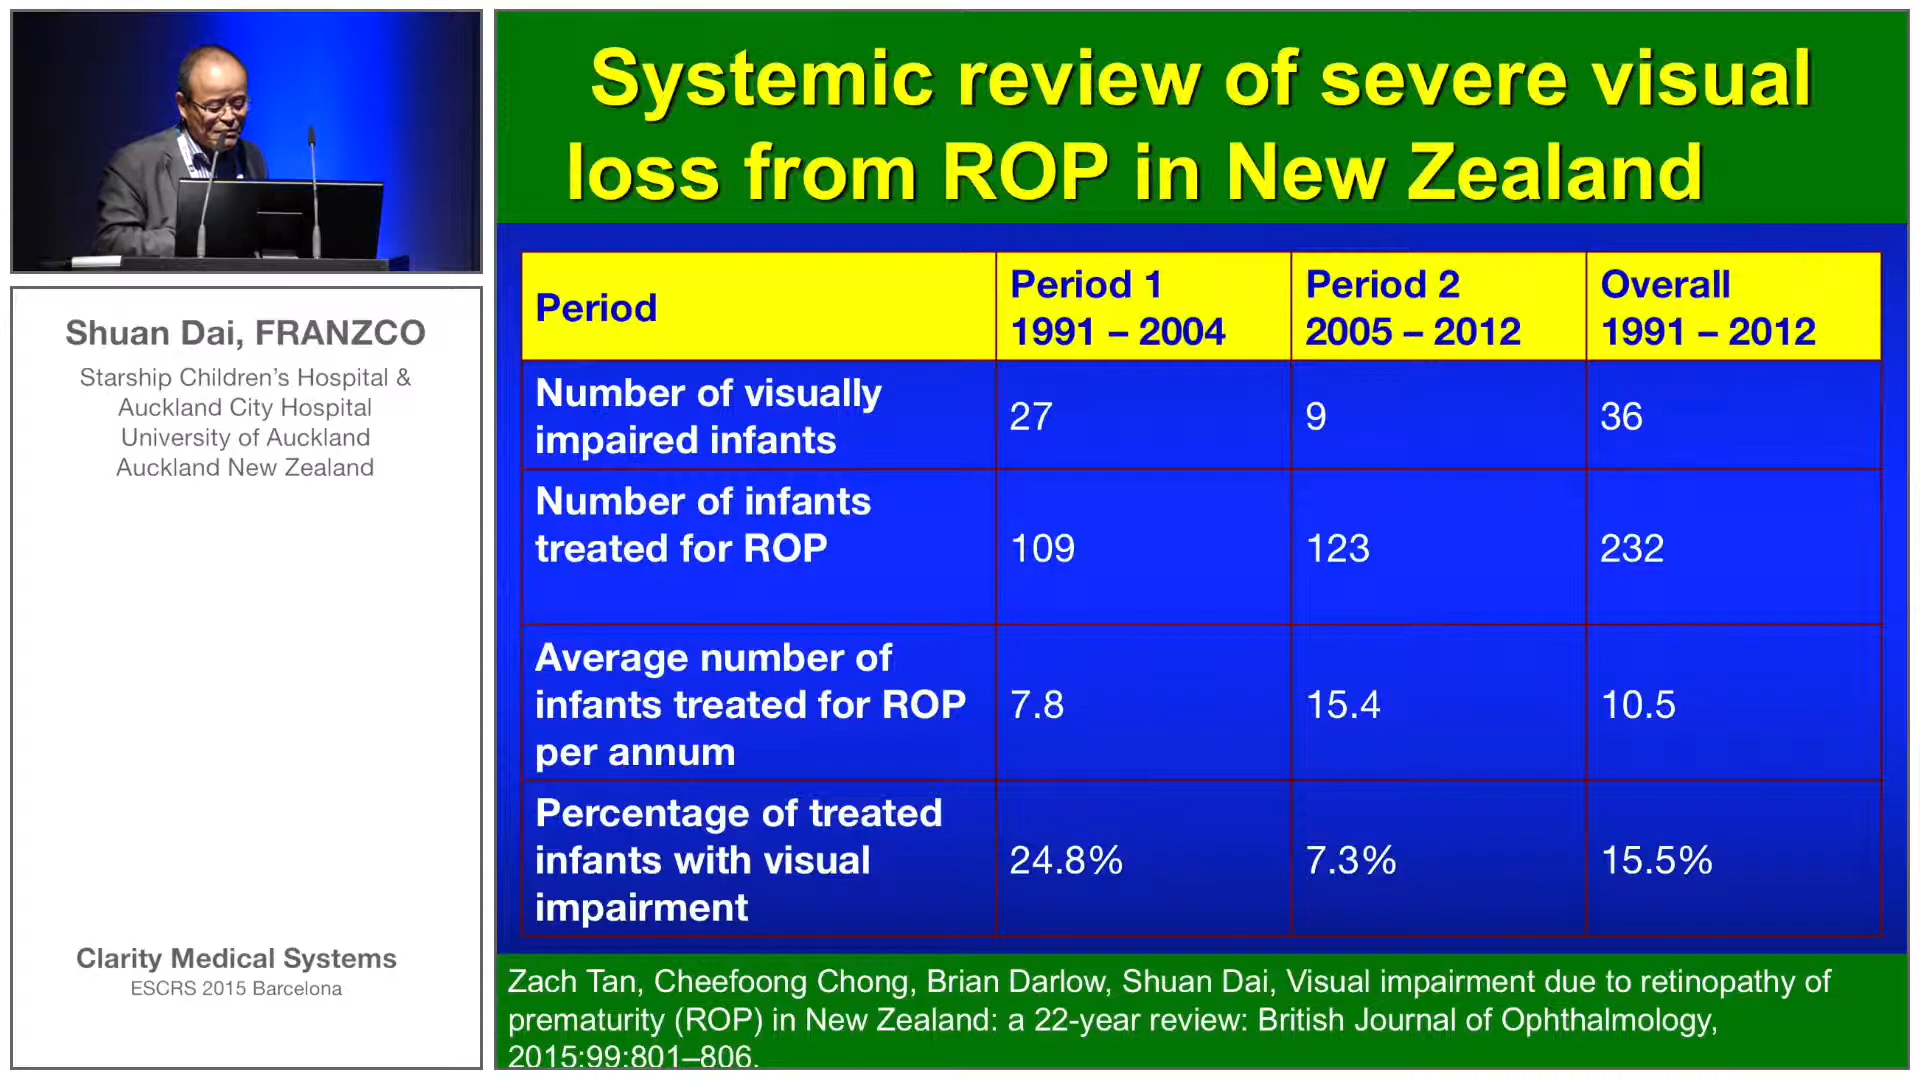 Systemic review of severe visual
loss from ROP in New Zealand
Shuan Dai, FRANZCO
Starship Children's Hospital &
Auckland City Hospital
University of Auckland
Auckland New Zealand
Clarity Medical Systems
ESCRS 2015 Barcelona
Period
Period 1
1991 – 2004
Period 2
2005 – 2012
Overall
1991 – 2012
Number of visually
impaired infants
27
9
36
Number of infants
treated for ROP
109
123
232
Average number of
infants treated for ROP
per annum
7.8
15.4
10.5
Percentage of treated
infants with visual
impairment
24.8%
7.3%
15.5%
Zach Tan, Cheefoong Chong, Brian Darlow, Shuan Dai, Visual impairment due to retinopathy of
prematurity (ROP) in New Zealand: a 22-year review: British Journal of Ophthalmology,
2015:99:801–806.